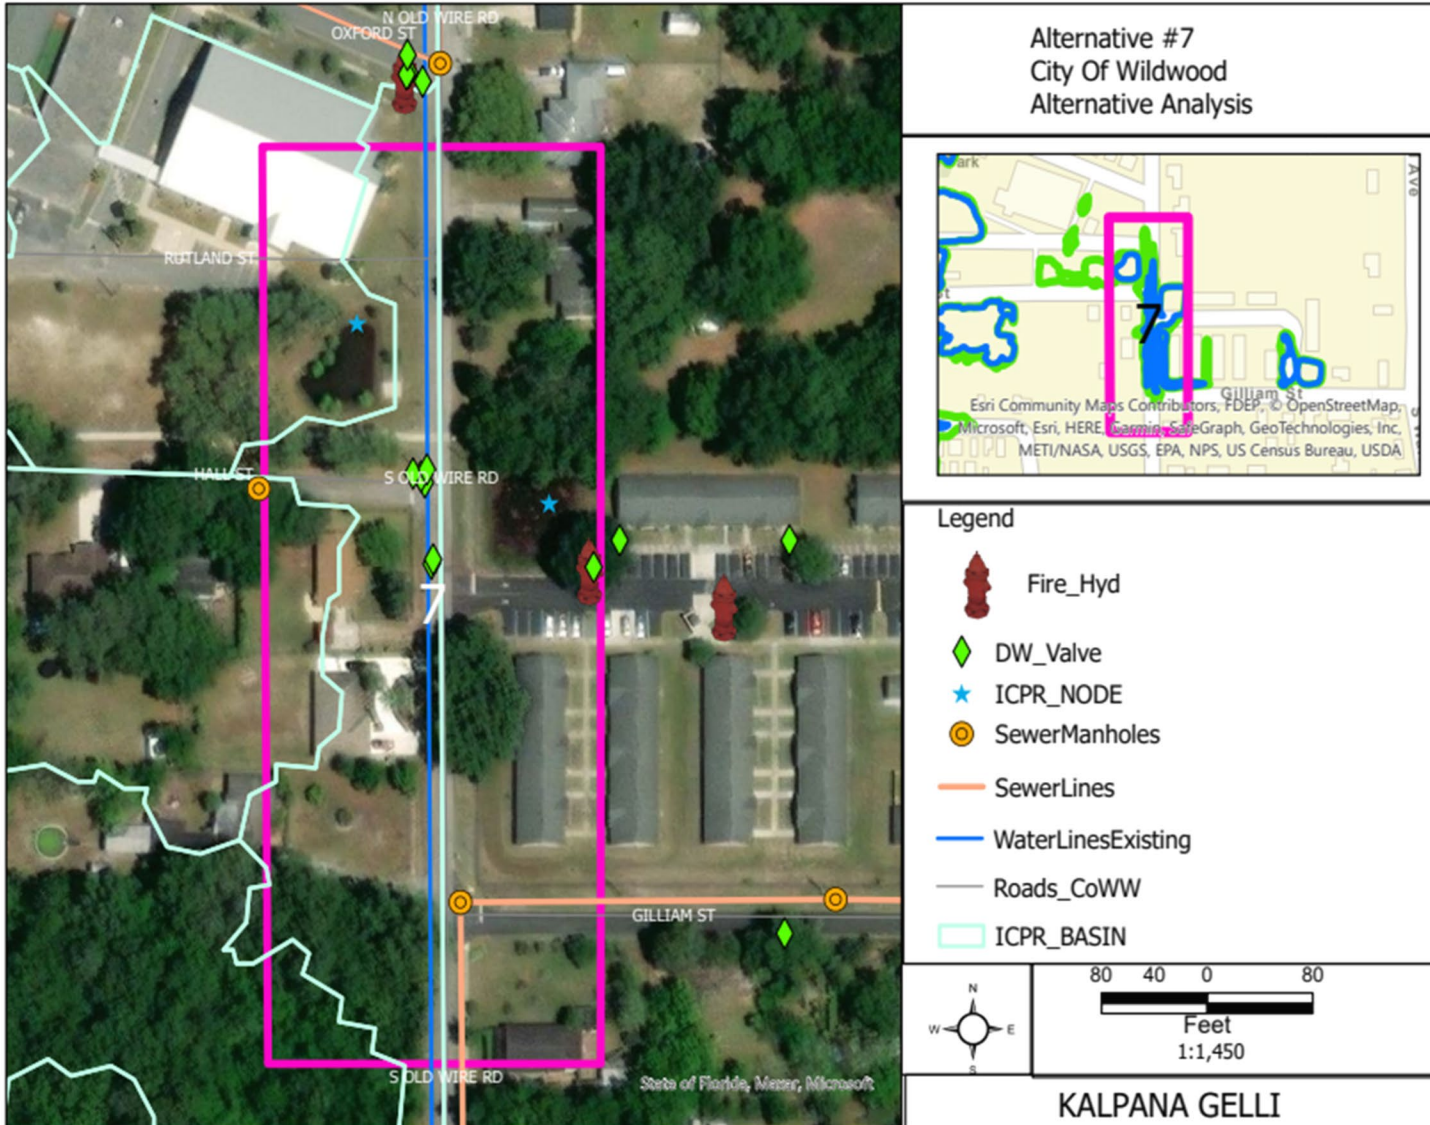 N OLD WIRE RD
OXFORD ST
RUTLAND ST
HALL ST
S OLD WIRE RD
7
GILLIAM ST
S OLD WIRE RD
State of Florida, Maxar, Microsoft
Alternative #7
City Of Wildwood
Alternative Analysis
ark
Ave
st
7
Gilliam St
Esri Community Maps Contributors, FDEP, © OpenStreetMap,
Microsoft, Esri, HERE, Garmin, SafeGraph, GeoTechnologies, Inc,
METI/NASA, USGS, EPA, NPS, US Census Bureau, USDA
Legend
Fire_Hyd
DW_Valve
ICPR_NODE
SewerManholes
SewerLines
WaterLinesExisting
Roads_CoWW
ICPR_BASIN
N
W E
S
80 40 0 80
Feet
1:1,450
KALPANA GELLI